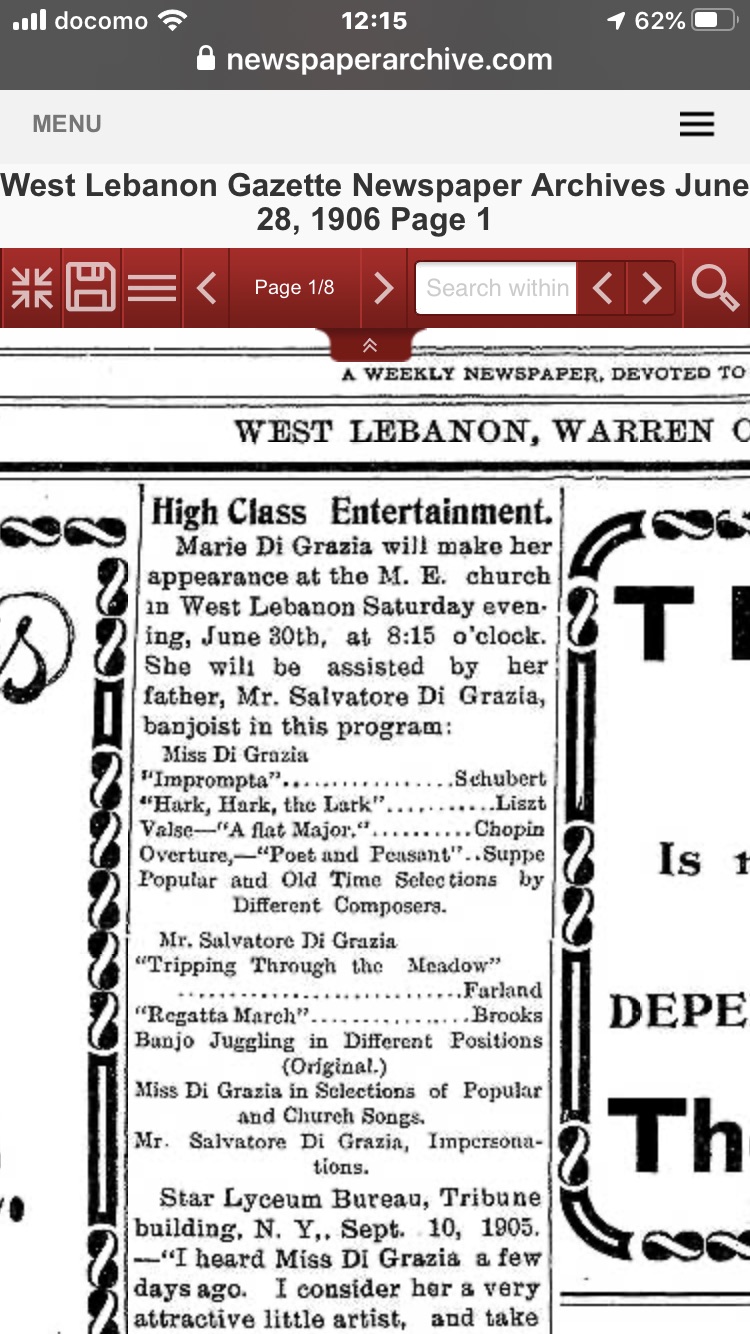 docomo 12:15 62%
newspaperarchive.com
MENU
West Lebanon Gazette Newspaper Archives June
28, 1906 Page 1
Page 1/8 Search within
A WEEKLY NEWSPAPER, DEVOTED TO
WEST LEBANON, WARREN C
High Class Entertainment.
Marie Di Grazia will make her
appearance at the M. E. church
in West Lebanon Saturday even-
ing, June 30th, at 8:15 o'clock.
She will be assisted by her
father, Mr. Salvatore Di Grazia,
banjoist in this program:
Miss Di Grazia
"Imprompta"................Schubert
"Hark, Hark, the Lark"..........Liszt
Valse—"A flat Major."..........Chopin
Overture,—"Poet and Peasant"..Suppe
Popular and Old Time Selections by
Different Composers.
Mr. Salvatore Di Grazia
"Tripping Through the Meadow"
...........................Farland
"Regatta March"...............Brooks
Banjo Juggling in Different Positions
(Original.)
Miss Di Grazia in Selections of Popular
and Church Songs.
Mr. Salvatore Di Grazia, Impersona-
tions.
Star Lyceum Bureau, Tribune
building, N. Y,. Sept. 10, 1905.
—"I heard Miss Di Grazia a few
days ago. I consider her a very
attractive little artist, and take
s
T
Is
DEPE
Th